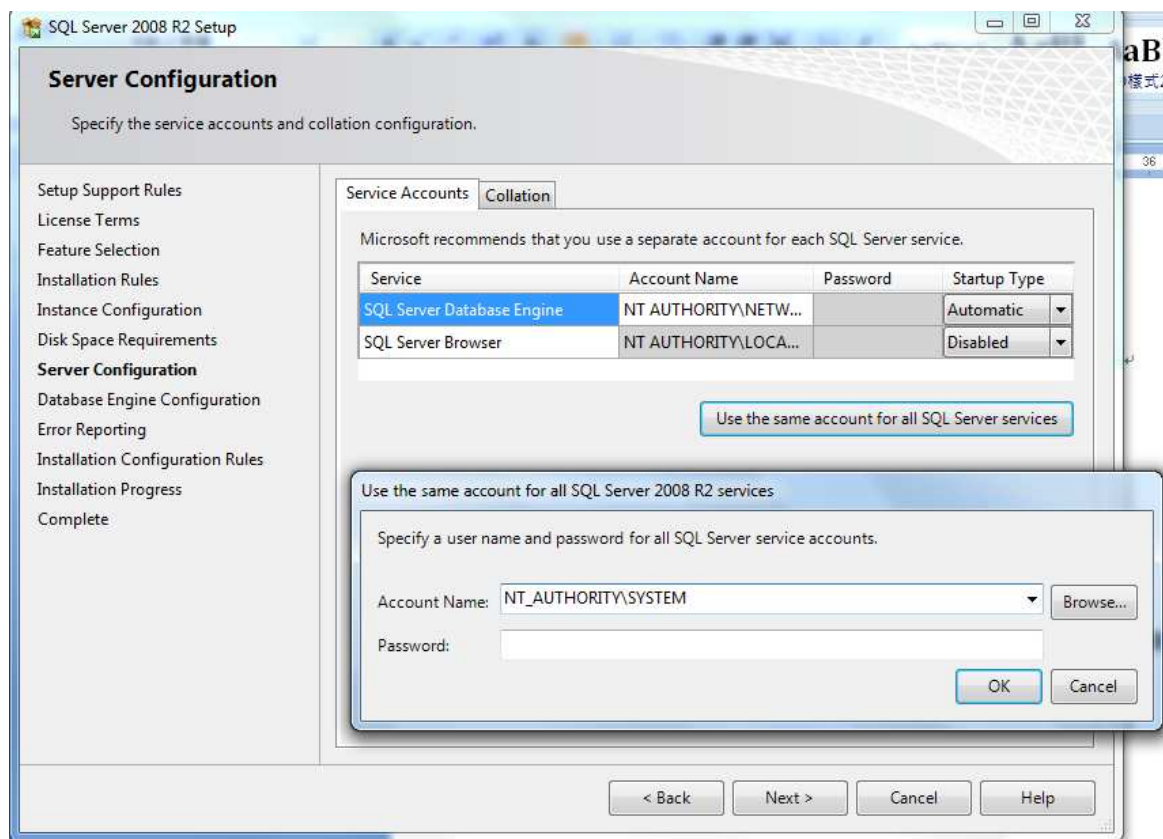 SQL Server 2008 R2 Setup
Server Configuration
Specify the service accounts and collation configuration.
Setup Support Rules
License Terms
Feature Selection
Installation Rules
Instance Configuration
Disk Space Requirements
Server Configuration
Database Engine Configuration
Error Reporting
Installation Configuration Rules
Installation Progress
Complete
Service Accounts Collation
Microsoft recommends that you use a separate account for each SQL Server service.
Service Account Name Password Startup Type
SQL Server Database Engine NT AUTHORITY\NETW... Automatic
SQL Server Browser NT AUTHORITY\LOCA... Disabled
Use the same account for all SQL Server services
Use the same account for all SQL Server 2008 R2 services
Specify a user name and password for all SQL Server service accounts.
Account Name: NT_AUTHORITY\SYSTEM Browse...
Password:
OK Cancel
< Back Next > Cancel Help
aB
樣式2
36